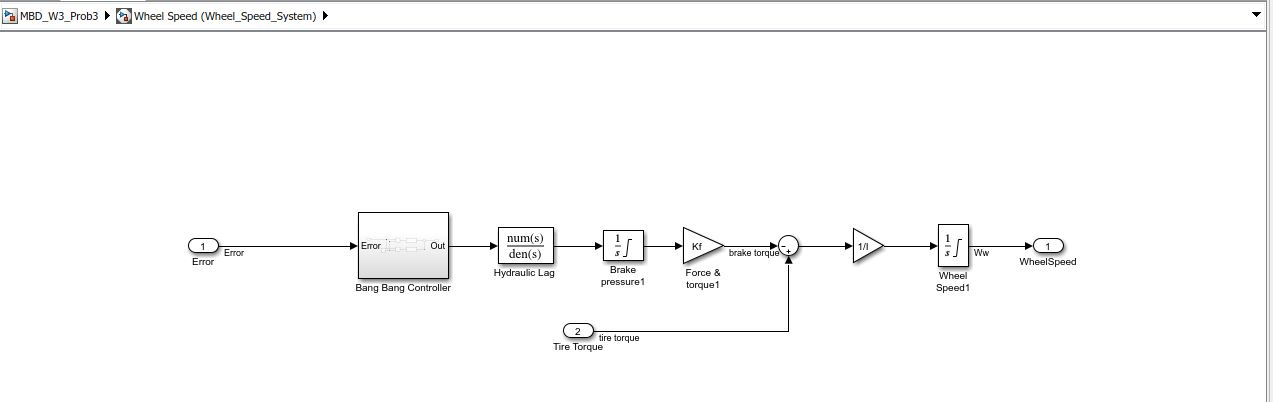 MBD_W3_Prob3 Wheel Speed (Wheel_Speed_System)
1 Error
Error
Error Out
Bang Bang Controller
num(s)
den(s)
Hydraulic Lag
1
s
Brake
pressure1
Kf
Force &
torque1
brake torque
- +
1/I
1
s
Wheel
Speed1
Ww
1
WheelSpeed
2
tire torque
Tire Torque